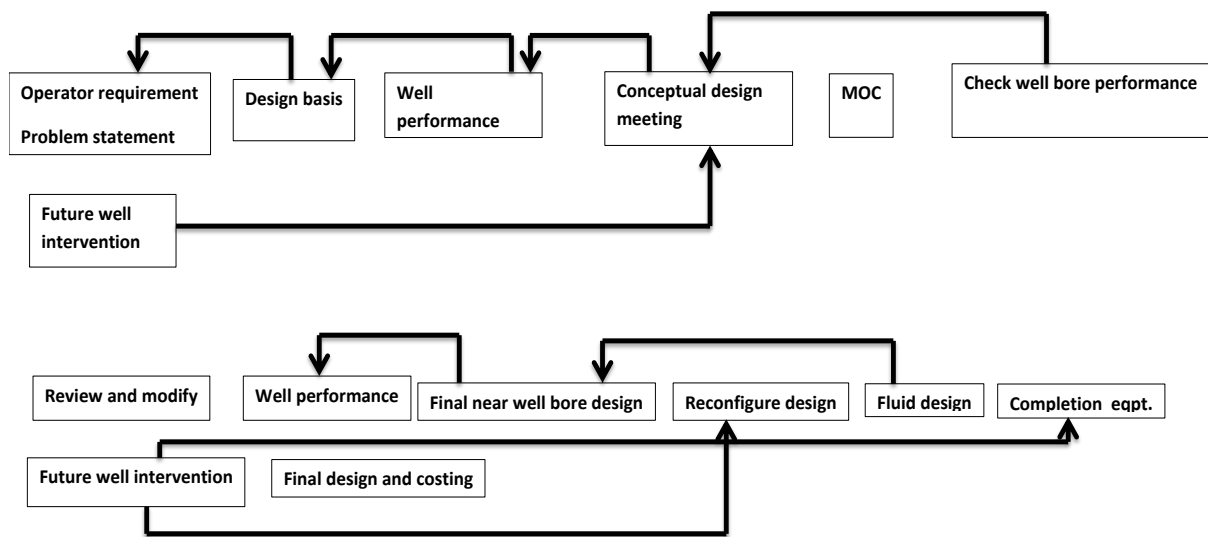 Operator requirement
Problem statement
Design basis
Well
performance
Conceptual design
meeting
MOC
Check well bore performance
Future well
intervention
Review and modify
Well performance
Final near well bore design
Reconfigure design
Fluid design
Completion eqpt.
Future well intervention
Final design and costing